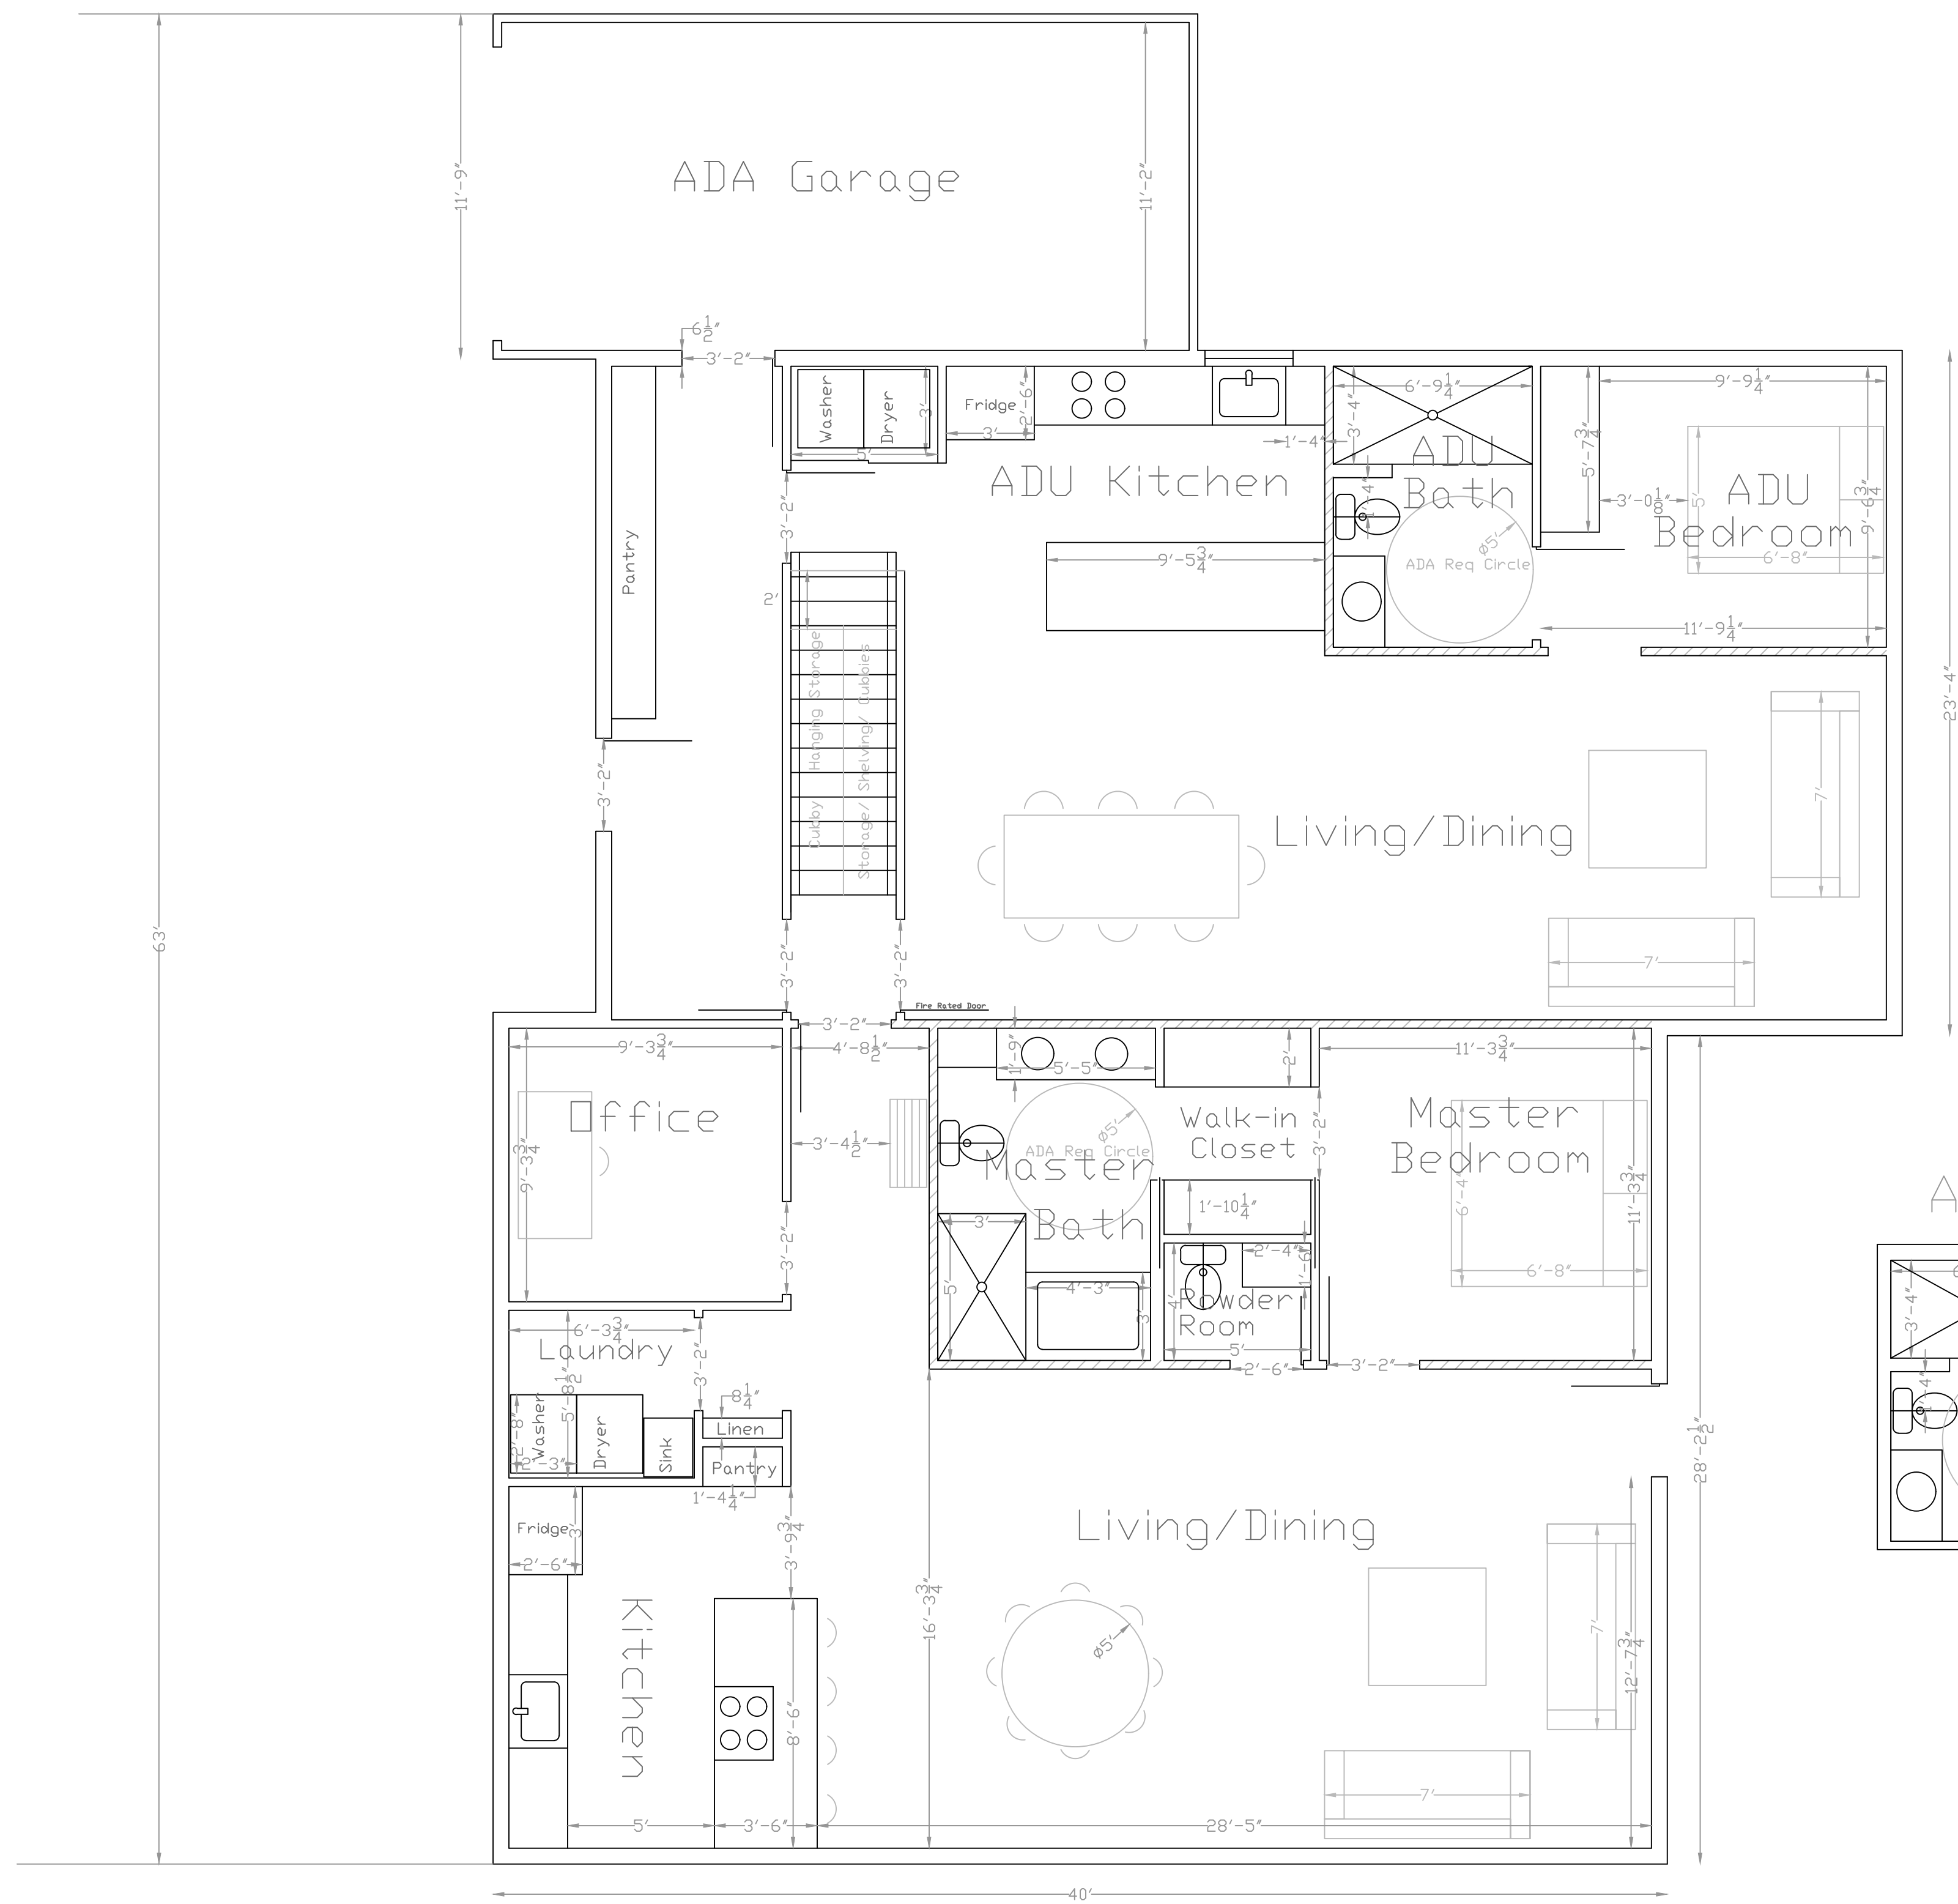 ADA Garage
11'-9"
11'-2"
6 1/2"
3'-2"
Washer
Dryer
3'
5'
Fridge
2'-6"
3'
1'-4"
3'-4"
6'-9 1/4"
ADU
Bath
1'-4"
ø5'
ADA Req Circle
5'-7 3/4"
9'-9 1/4"
3'-0 1/8"
5'
ADU
Bedroom
9'-6 3/4"
6'-8"
11'-9 1/4"
ADU Kitchen
9'-5 3/4"
Pantry
3'-2"
2'
Cubby Hanging Storage
Storage/ Shelving/ Cubbies
3'-2"
23'-4"
7'
Living/Dining
7'
63'
3'-2"
3'-2"
Fire Rated Door
3'-2"
9'-3 3/4"
4'-8 1/2"
Office
9'-3 3/4"
3'-4 1/2"
3'-2"
1'-9"
5'-5"
2'
11'-3 3/4"
Walk-in
Closet
3'-2"
ø5'
ADA Req Circle
Master
Bath
Master
Bedroom
6'-4"
11'-3 3/4"
6'-8"
1'-10 1/4"
3'
5'
4'-3"
3'
2'-4"
1'-6"
4'
Powder
Room
5'
2'-6"
3'-2"
6'-3 3/4"
Laundry
3'-2"
5'-8 1/2"
8 1/4"
Washer
Dryer
Sink
2'-8"
2'-3"
Linen
Pantry
1'-4 1/4"
28'-2 1/2"
Fridge
3'
2'-6"
3'-9 3/4"
Kitchen
8'-6"
16'-3 3/4"
Living/Dining
ø5'
7'
12'-7 3/4"
7'
5'
3'-6"
28'-5"
40'
A
3'-4"
1'-4"